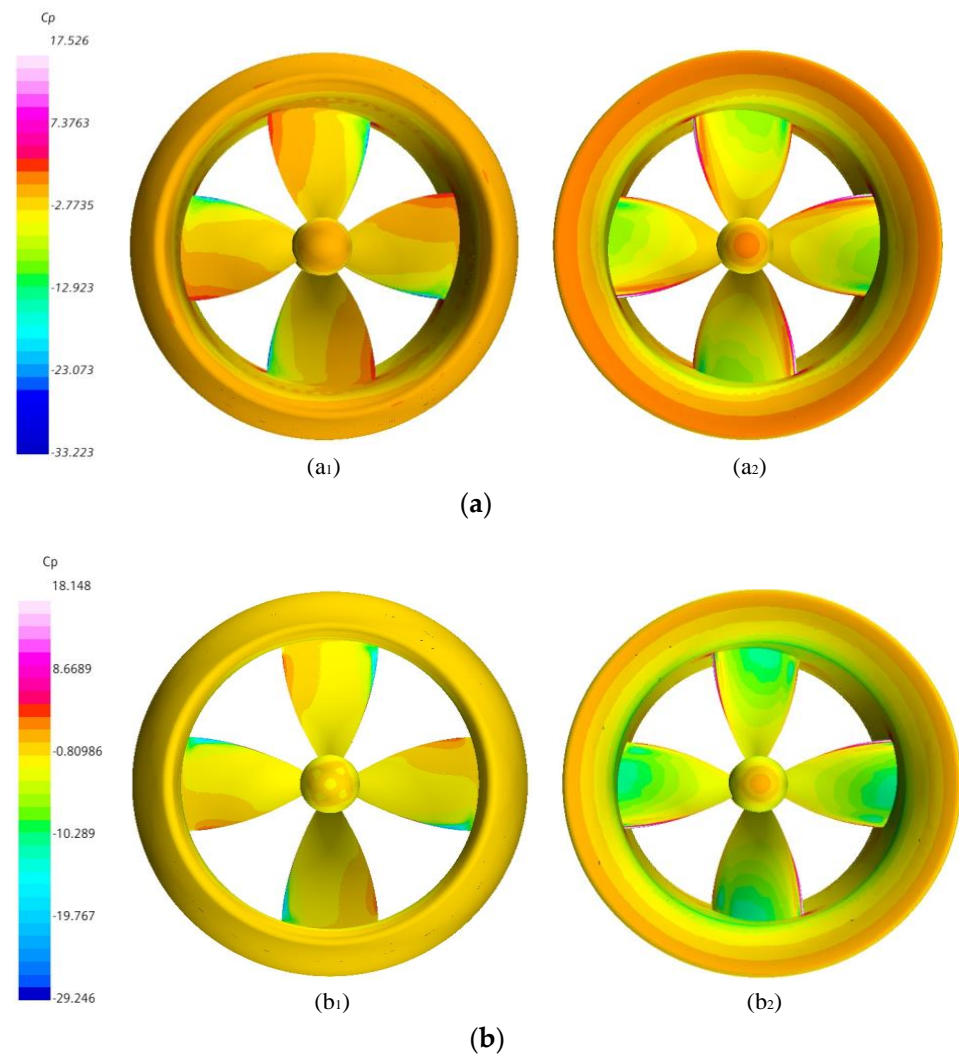 Cp
17.526
7.3763
-2.7735
-12.923
-23.073
-33.223
(a1) (a2)
(a)
Cp
18.148
8.6689
-0.80986
-10.289
-19.767
-29.246
(b1) (b2)
(b)